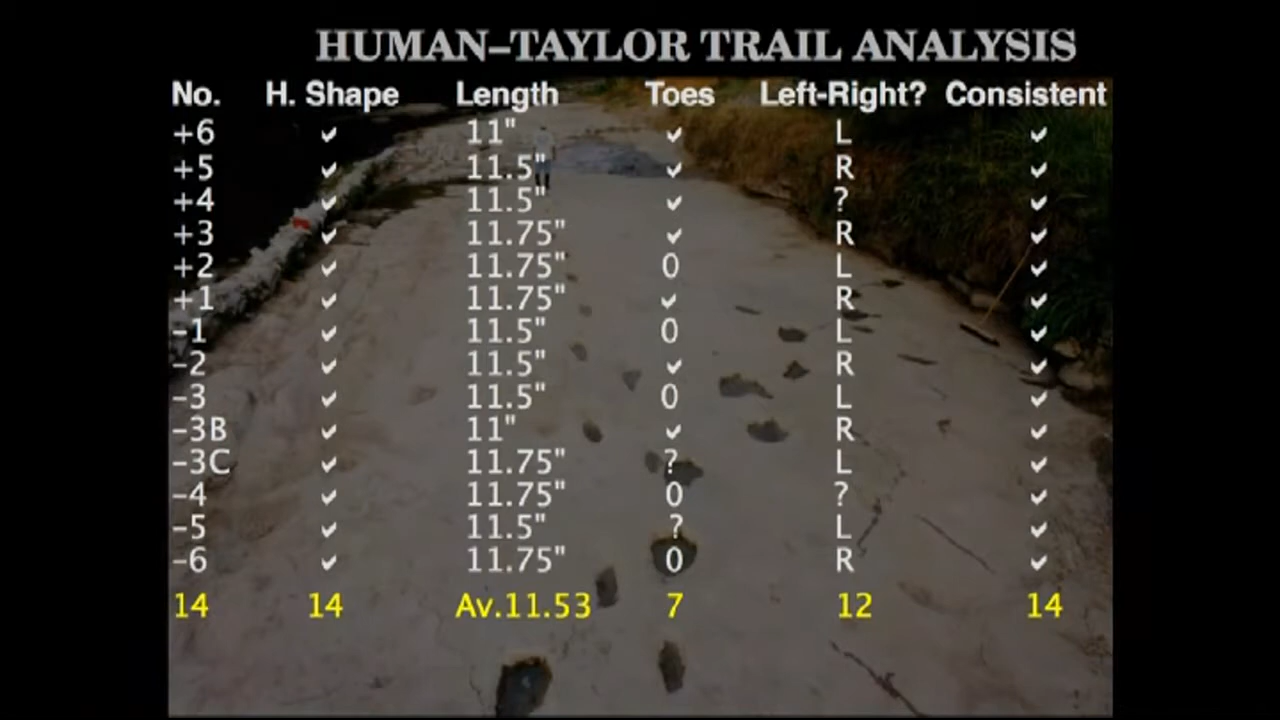 HUMAN–TAYLOR TRAIL ANALYSIS
No. H. Shape Length Toes Left-Right? Consistent
+6 ✓ 11" ✓ L ✓
+5 ✓ 11.5" ✓ R ✓
+4 ✓ 11.5" ✓ ? ✓
+3 ✓ 11.75" ✓ R ✓
+2 ✓ 11.75" 0 L ✓
+1 ✓ 11.75" ✓ R ✓
–1 ✓ 11.5" 0 L ✓
–2 ✓ 11.5" ✓ R ✓
–3 ✓ 11.5" 0 L ✓
–3B ✓ 11" ✓ R ✓
–3C ✓ 11.75" ? L ✓
–4 ✓ 11.75" 0 ? ✓
–5 ✓ 11.5" ? L ✓
–6 ✓ 11.75" 0 R ✓
14 14 Av.11.53 7 12 14